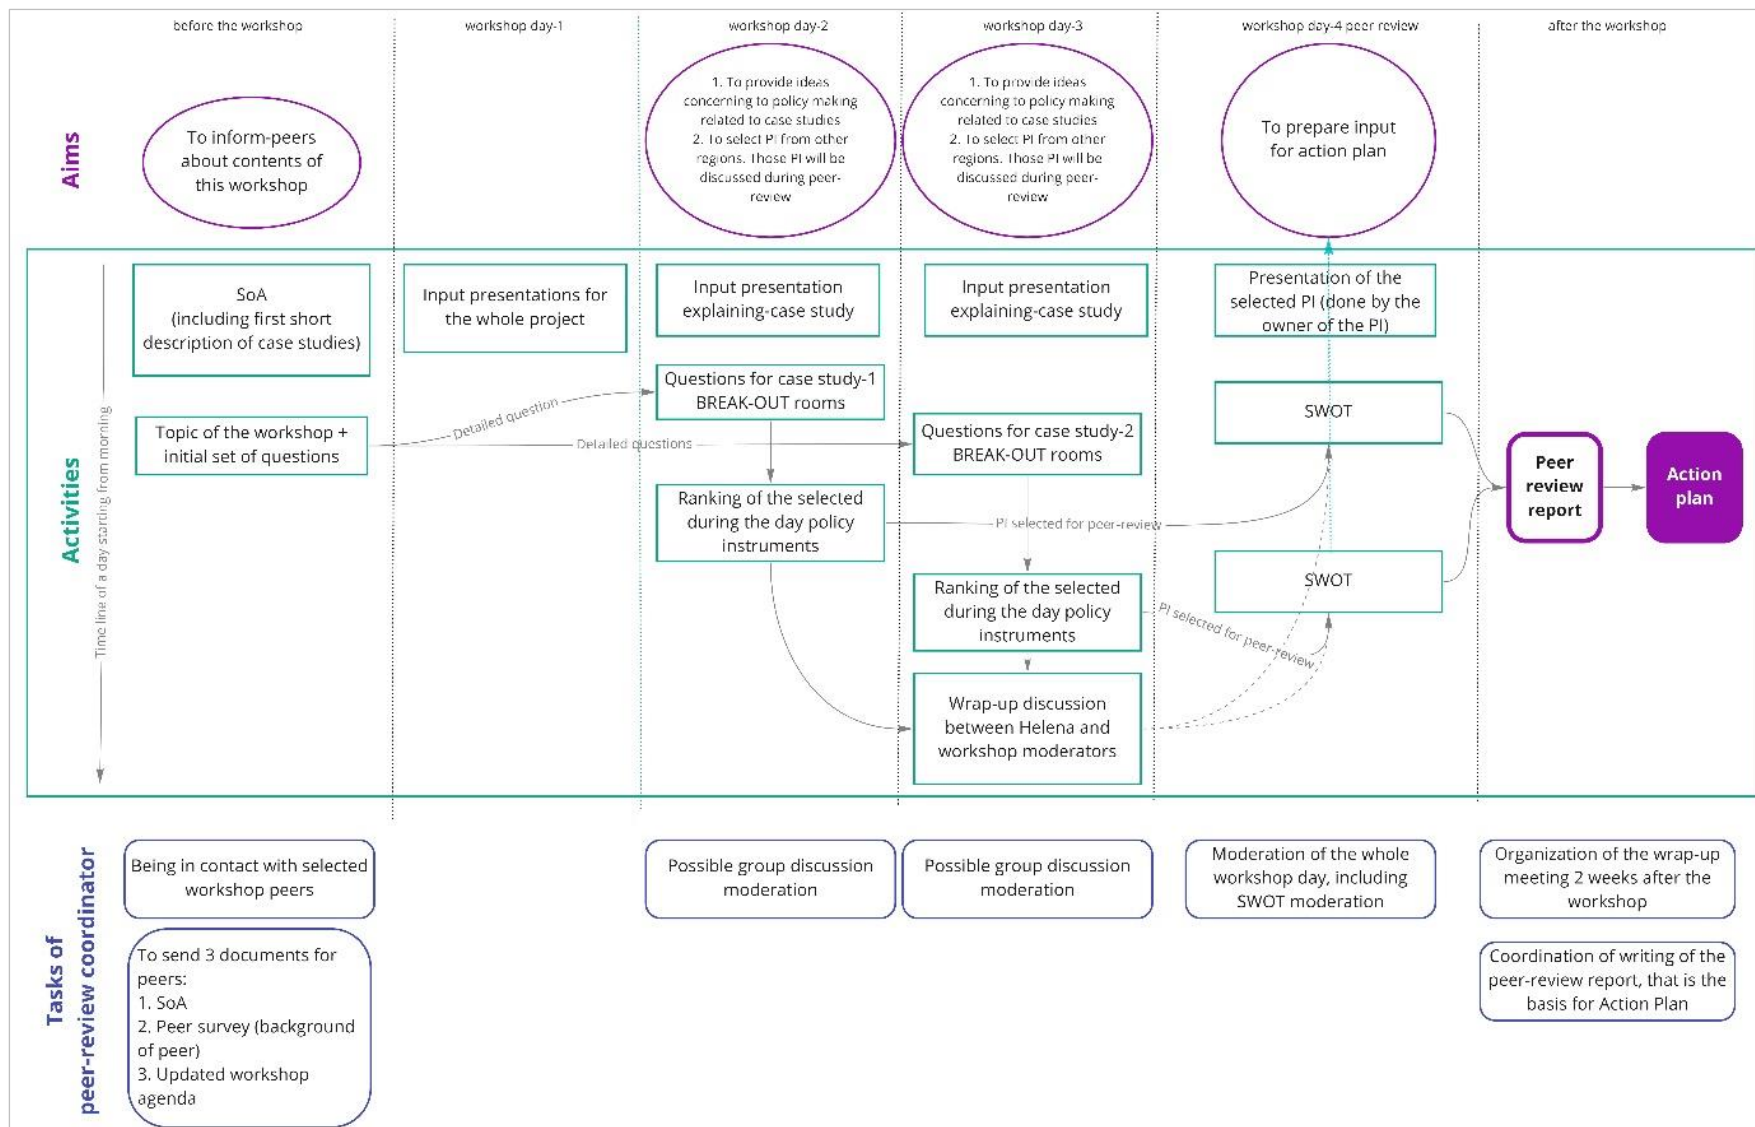 before the workshop
workshop day-1
workshop day-2
workshop day-3
workshop day-4 peer review
after the workshop
Aims
To inform-peers
about contents of
this workshop
1. To provide ideas
concerning to policy making
related to case studies
2. To select PI from other
regions. Those PI will be
discussed during peer-
review
1. To provide ideas
concerning to policy making
related to case studies
2. To select PI from other
regions. Those PI will be
discussed during peer-
review
To prepare input
for action plan
Activities
Time line of a day starting from morning
SoA
(including first short
description of case studies)
Input presentations for
the whole project
Input presentation
explaining-case study
Input presentation
explaining-case study
Presentation of the
selected PI (done by the
owner of the PI)
Topic of the workshop +
initial set of questions
Detailed question
Detailed questions
Questions for case study-1
BREAK-OUT rooms
Questions for case study-2
BREAK-OUT rooms
SWOT
Ranking of the selected
during the day policy
instruments
PI selected for peer-review
Peer
review
report
Action
plan
Ranking of the selected
during the day policy
instruments
PI selected for peer-review
SWOT
Wrap-up discussion
between Helena and
workshop moderators
Tasks of
peer-review coordinator
Being in contact with selected
workshop peers
Possible group discussion
moderation
Possible group discussion
moderation
Moderation of the whole
workshop day, including
SWOT moderation
Organization of the wrap-up
meeting 2 weeks after the
workshop
To send 3 documents for
peers:
1. SoA
2. Peer survey (background
of peer)
3. Updated workshop
agenda
Coordination of writing of the
peer-review report, that is the
basis for Action Plan